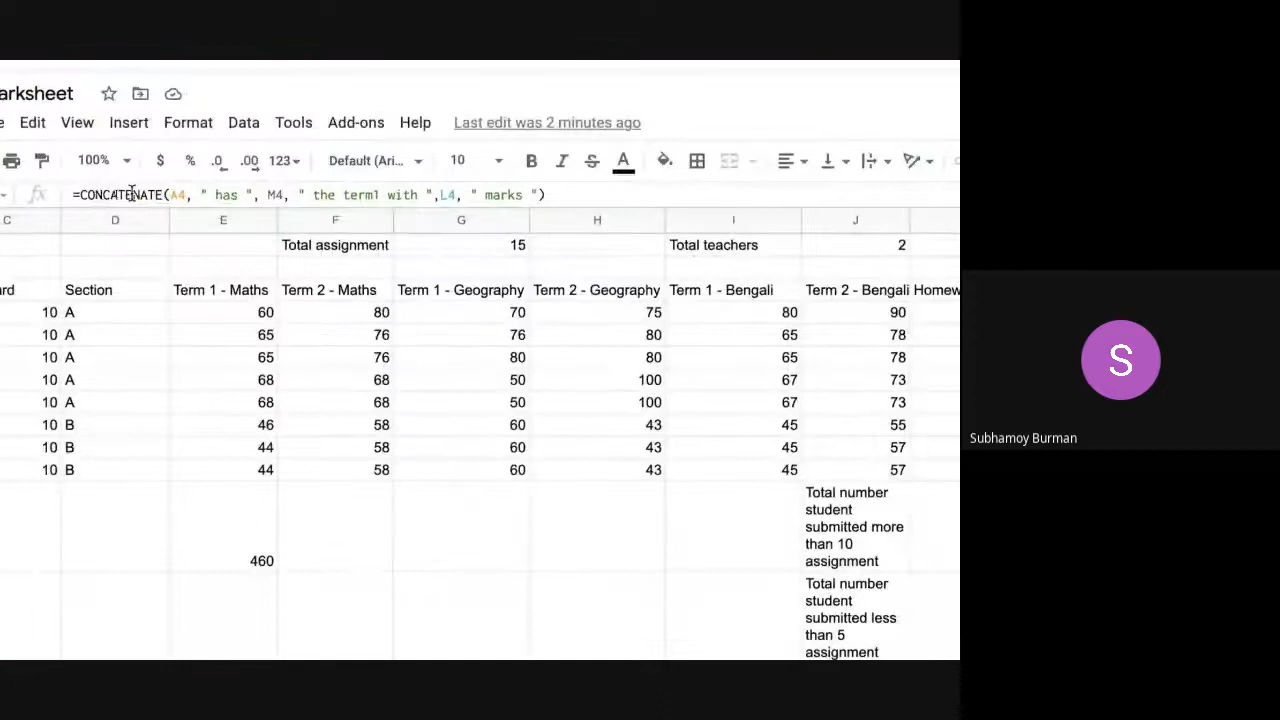 arksheet
e Edit View Insert Format Data Tools Add-ons Help Last edit was 2 minutes ago
100% $ % .0 .00 123 Default (Ari... 10 B I S A
fx =CONCATENATE(A4, " has ", M4, " the term1 with ",L4, " marks ")
C D E F G H I J
Total assignment 15 Total teachers 2
rd Section Term 1 - Maths Term 2 - Maths Term 1 - Geography Term 2 - Geography Term 1 - Bengali Term 2 - Bengali Homew
10 A 60 80 70 75 80 90
10 A 65 76 76 80 65 78
10 A 65 76 80 80 65 78
10 A 68 68 50 100 67 73
10 A 68 68 50 100 67 73
10 B 46 58 60 43 45 55
10 B 44 58 60 43 45 57
10 B 44 58 60 43 45 57
Total number
student
submitted more
than 10
460 assignment
Total number
student
submitted less
than 5
assignment
S
Subhamoy Burman